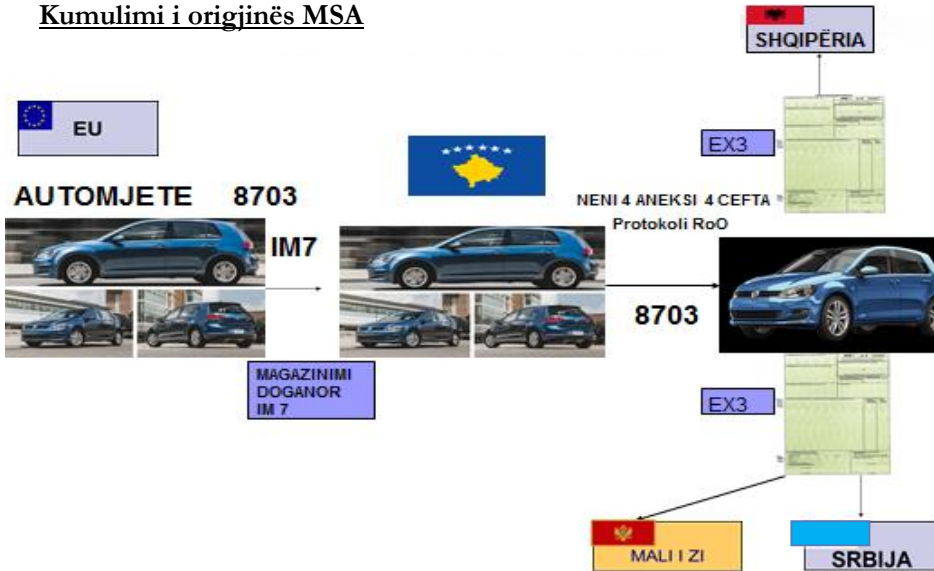 Kumulimi i origjinës MSA
SHQIPËRIA
EU
EX3
AUTOMJETE 8703
NENI 4 ANEKSI 4 CEFTA
Protokoli RoO
IM7
8703
MAGAZINIMI
DOGANOR
IM 7
EX3
MALI I ZI
SRBIJA